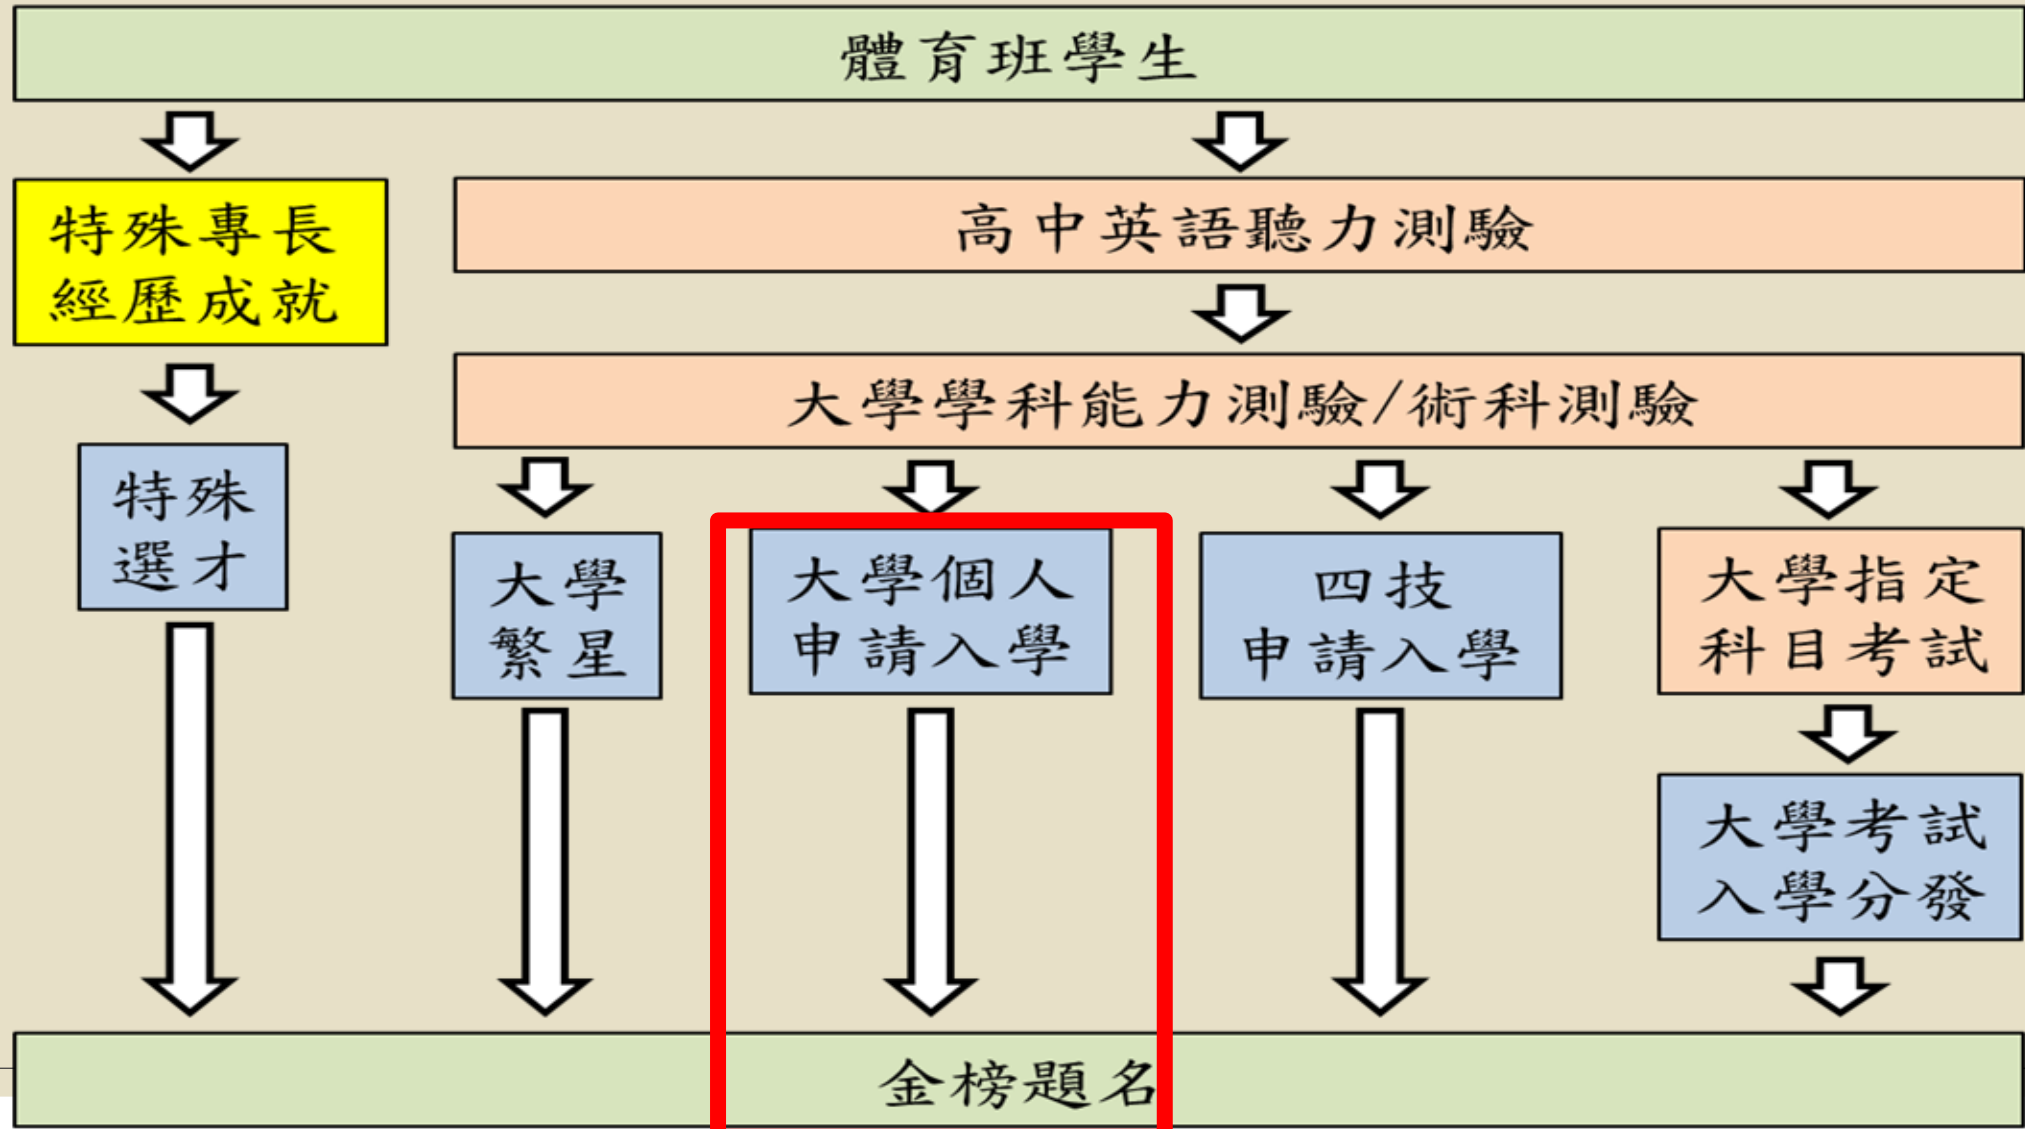 體育班學生
特殊專長
經歷成就
高中英語聽力測驗
大學學科能力測驗/術科測驗
特殊
選才
大學
繁星
大學個人
申請入學
四技
申請入學
大學指定
科目考試
大學考試
入學分發
金榜題名